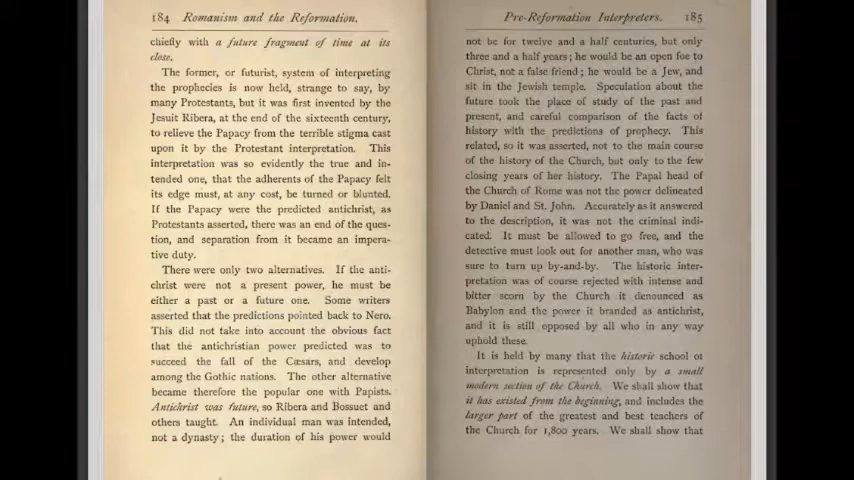 184 Romanism and the Reformation.
chiefly with a future fragment of time at its
close.
The former, or futurist, system of interpreting
the prophecies is now held, strange to say, by
many Protestants, but it was first invented by the
Jesuit Ribera, at the end of the sixteenth century,
to relieve the Papacy from the terrible stigma cast
upon it by the Protestant interpretation. This
interpretation was so evidently the true and in-
tended one, that the adherents of the Papacy felt
its edge must, at any cost, be turned or blunted.
If the Papacy were the predicted antichrist, as
Protestants asserted, there was an end of the ques-
tion, and separation from it became an impera-
tive duty.
There were only two alternatives. If the anti-
christ were not a present power, he must be
either a past or a future one. Some writers
asserted that the predictions pointed back to Nero.
This did not take into account the obvious fact
that the antichristian power predicted was to
succeed the fall of the Cæsars, and develop
among the Gothic nations. The other alternative
became therefore the popular one with Papists.
Antichrist was future, so Ribera and Bossuet and
others taught. An individual man was intended,
not a dynasty; the duration of his power would
Pre-Reformation Interpreters. 185
not be for twelve and a half centuries, but only
three and a half years; he would be an open foe to
Christ, not a false friend; he would be a Jew, and
sit in the Jewish temple. Speculation about the
future took the place of study of the past and
present, and careful comparison of the facts of
history with the predictions of prophecy. This
related, so it was asserted, not to the main course
of the history of the Church, but only to the few
closing years of her history. The Papal head of
the Church of Rome was not the power delineated
by Daniel and St. John. Accurately as it answered
to the description, it was not the criminal indi-
cated. It must be allowed to go free, and the
detective must look out for another man, who was
sure to turn up by-and-by. The historic inter-
pretation was of course rejected with intense and
bitter scorn by the Church it denounced as
Babylon and the power it branded as antichrist,
and it is still opposed by all who in any way
uphold these.
It is held by many that the historic school of
interpretation is represented only by a small
modern section of the Church. We shall show that
it has existed from the beginning, and includes the
larger part of the greatest and best teachers of
the Church for 1,800 years. We shall show that